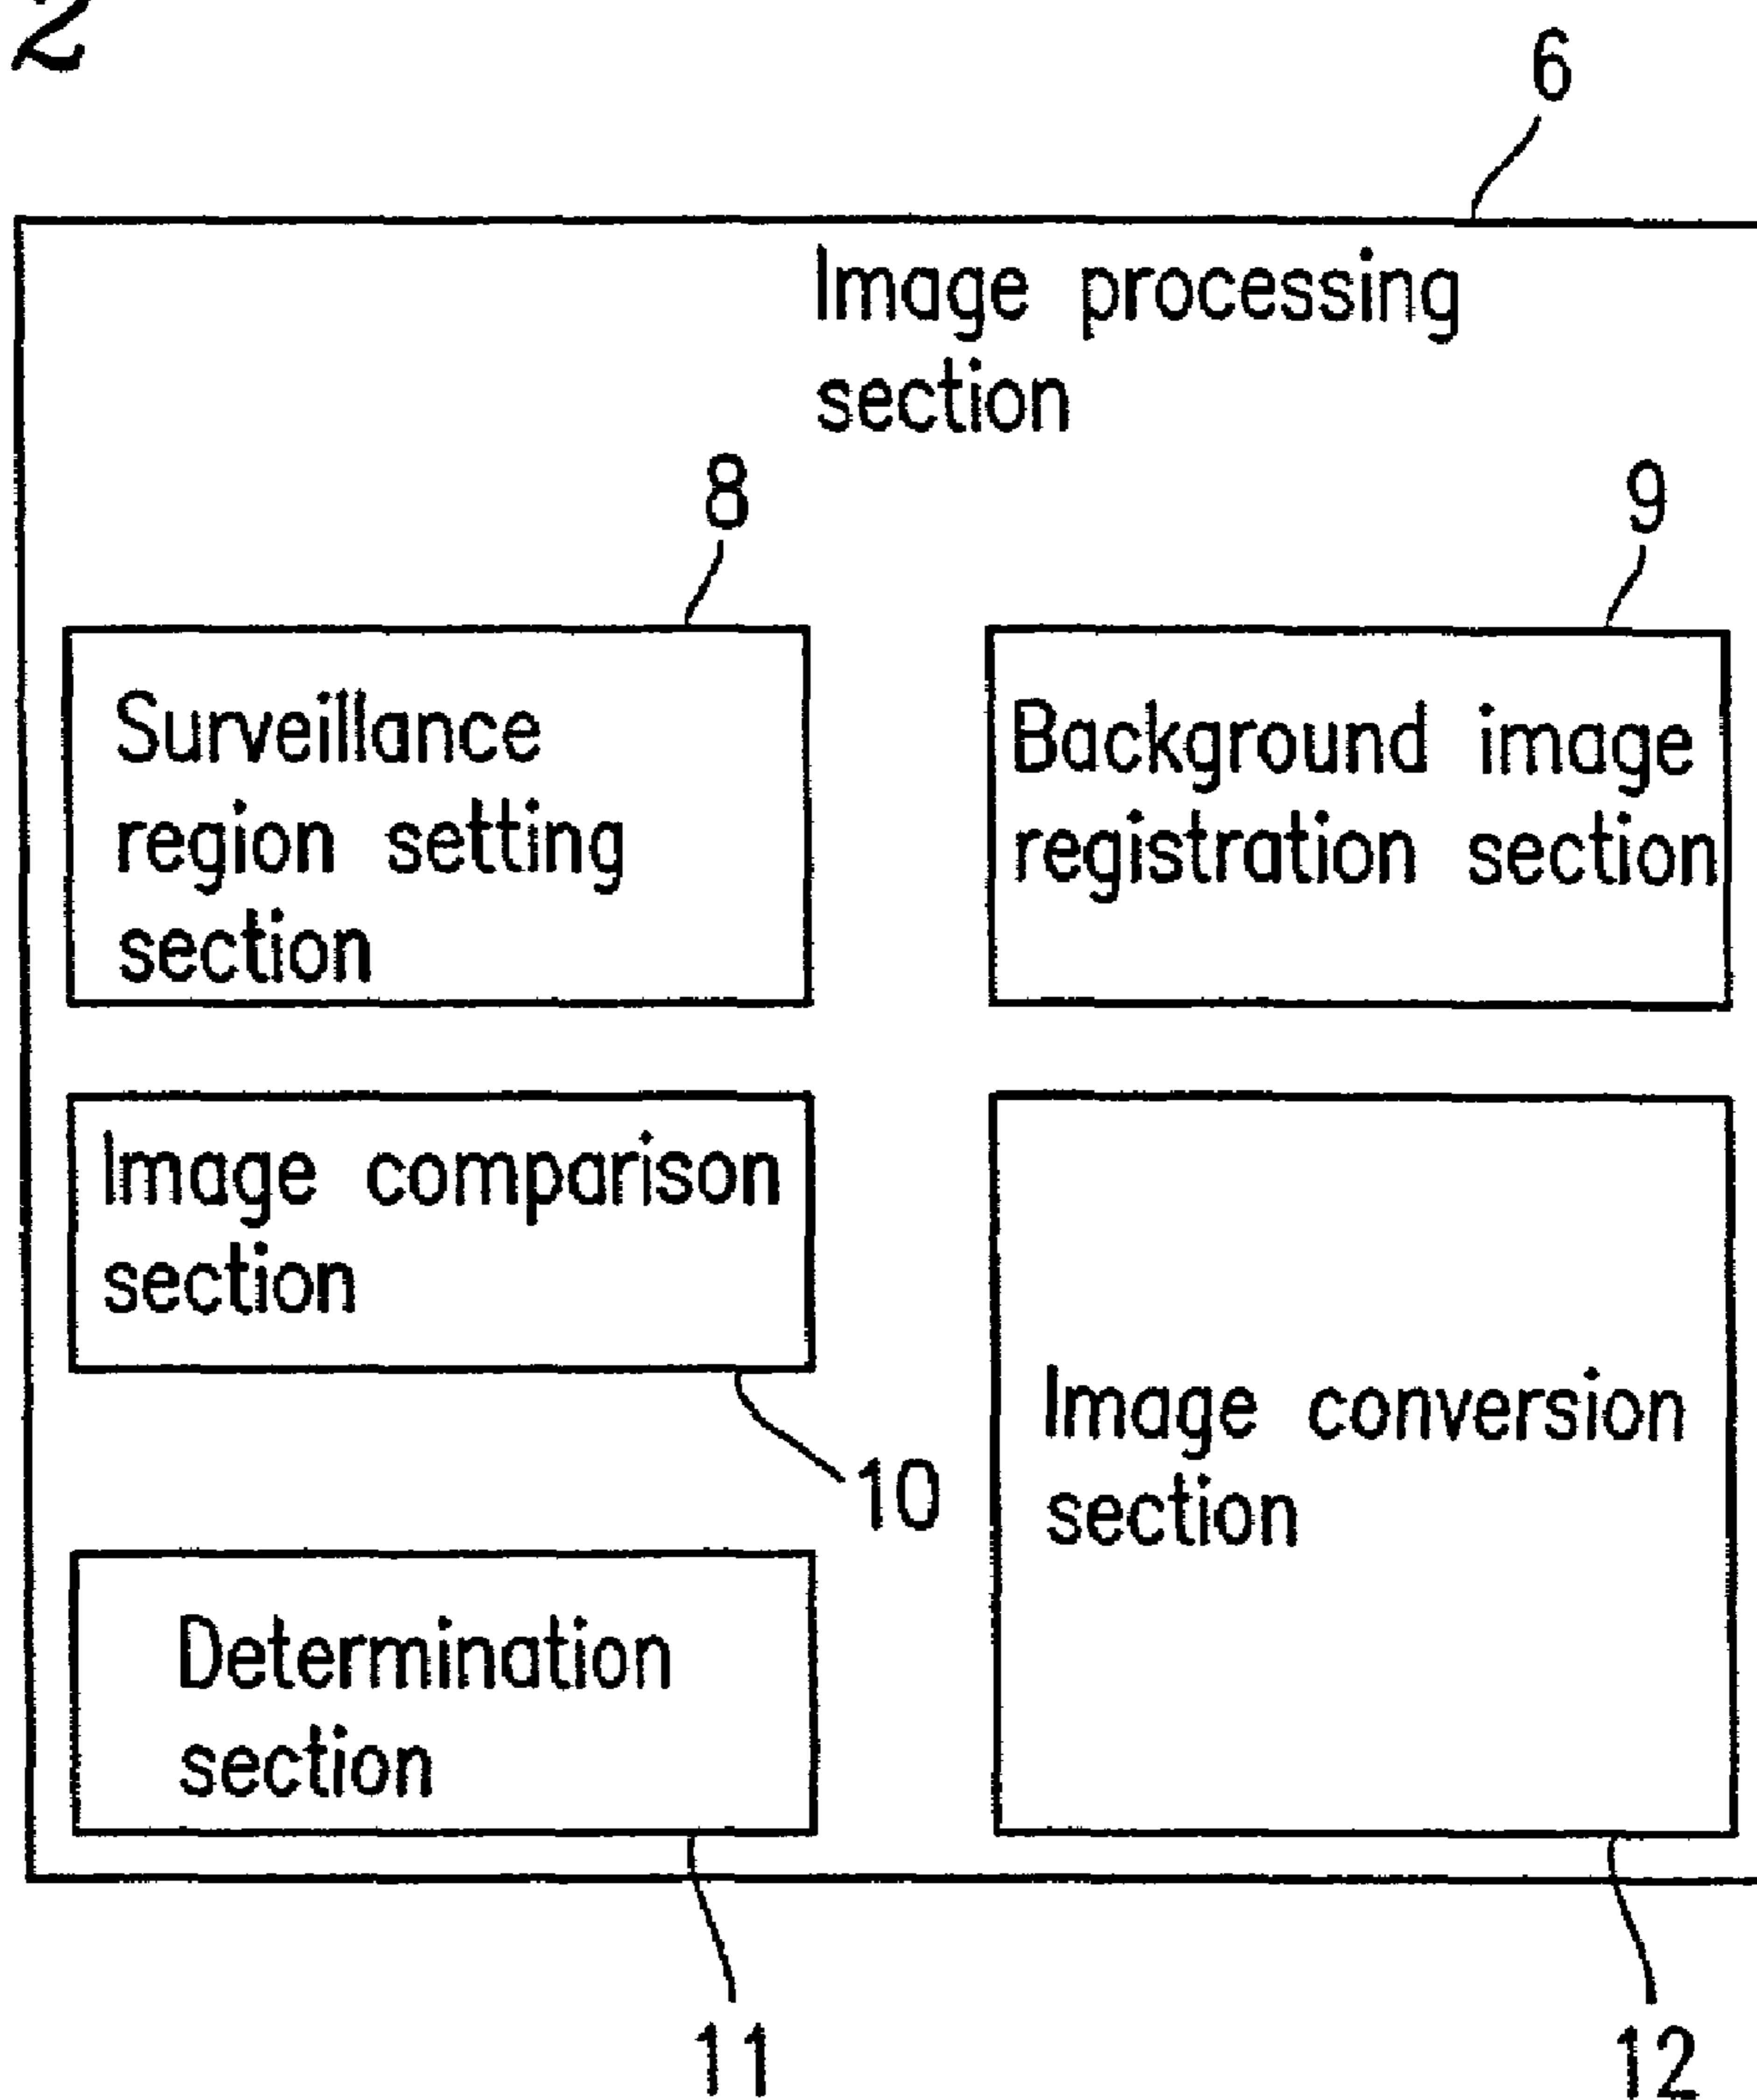 2
6
Image processing
section
8
9
Surveillance
region setting
section
Background image
registration section
Image comparison
section
10
Image conversion
section
Determination
section
11
12